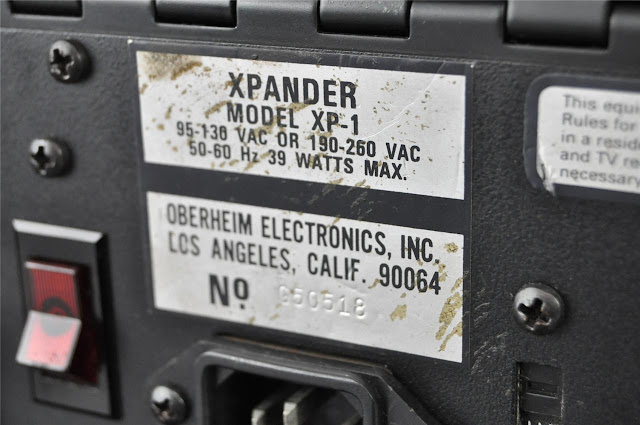 XPANDER
MODEL XP-1
95-130 VAC OR 190-260 VAC
50-60 Hz 39 WATTS MAX.
OBERHEIM ELECTRONICS, INC.
LOS ANGELES, CALIF. 90064
Nº 050518
This equi
Rules for
in a reside
and TV re
necessary